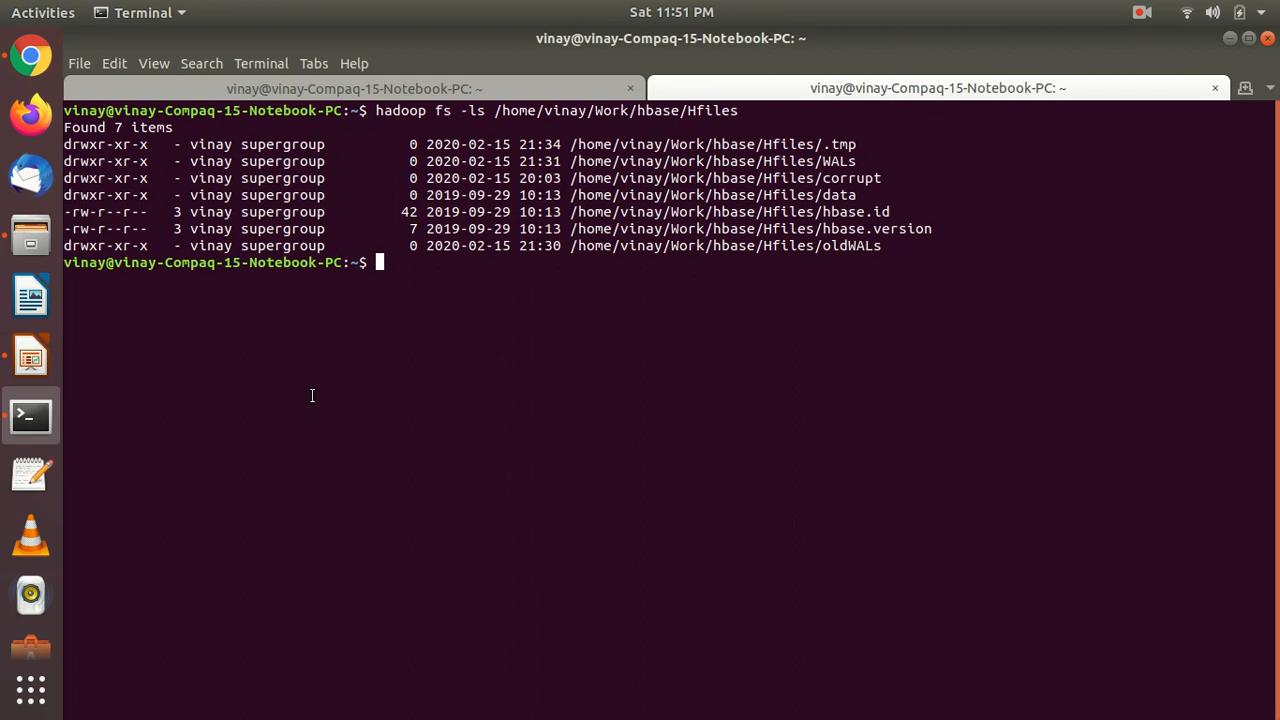 Activities Terminal Sat 11:51 PM
vinay@vinay-Compaq-15-Notebook-PC: ~
File Edit View Search Terminal Tabs Help
vinay@vinay-Compaq-15-Notebook-PC: ~ × vinay@vinay-Compaq-15-Notebook-PC: ~ ×
vinay@vinay-Compaq-15-Notebook-PC:~$ hadoop fs -ls /home/vinay/Work/hbase/Hfiles
Found 7 items
drwxr-xr-x   - vinay supergroup          0 2020-02-15 21:34 /home/vinay/Work/hbase/Hfiles/.tmp
drwxr-xr-x   - vinay supergroup          0 2020-02-15 21:31 /home/vinay/Work/hbase/Hfiles/WALs
drwxr-xr-x   - vinay supergroup          0 2020-02-15 20:03 /home/vinay/Work/hbase/Hfiles/corrupt
drwxr-xr-x   - vinay supergroup          0 2019-09-29 10:13 /home/vinay/Work/hbase/Hfiles/data
-rw-r--r--   3 vinay supergroup         42 2019-09-29 10:13 /home/vinay/Work/hbase/Hfiles/hbase.id
-rw-r--r--   3 vinay supergroup          7 2019-09-29 10:13 /home/vinay/Work/hbase/Hfiles/hbase.version
drwxr-xr-x   - vinay supergroup          0 2020-02-15 21:30 /home/vinay/Work/hbase/Hfiles/oldWALs
vinay@vinay-Compaq-15-Notebook-PC:~$